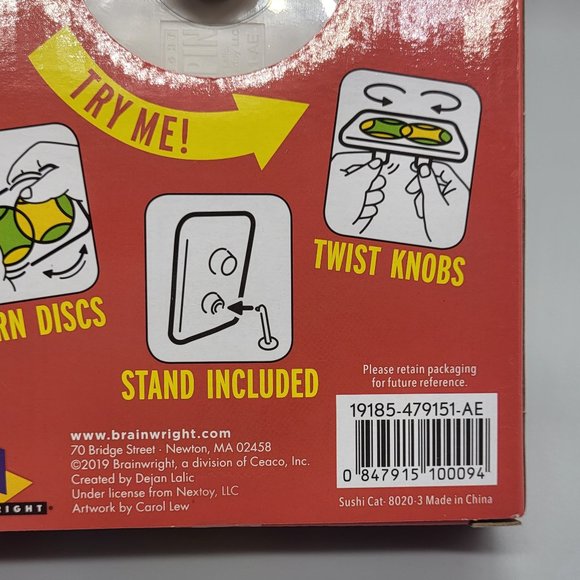 TRY ME!
TWIST KNOBS
RN DISCS
STAND INCLUDED
Please retain packaging
for future reference.
19185-479151-AE
0 847915 100094
Sushi Cat- 8020-3 Made in China
www.brainwright.com
70 Bridge Street · Newton, MA 02458
©2019 Brainwright, a division of Ceaco, Inc.
Created by Dejan Lalic
Under license from Nextoy, LLC
Artwork by Carol Lew
RIGHT